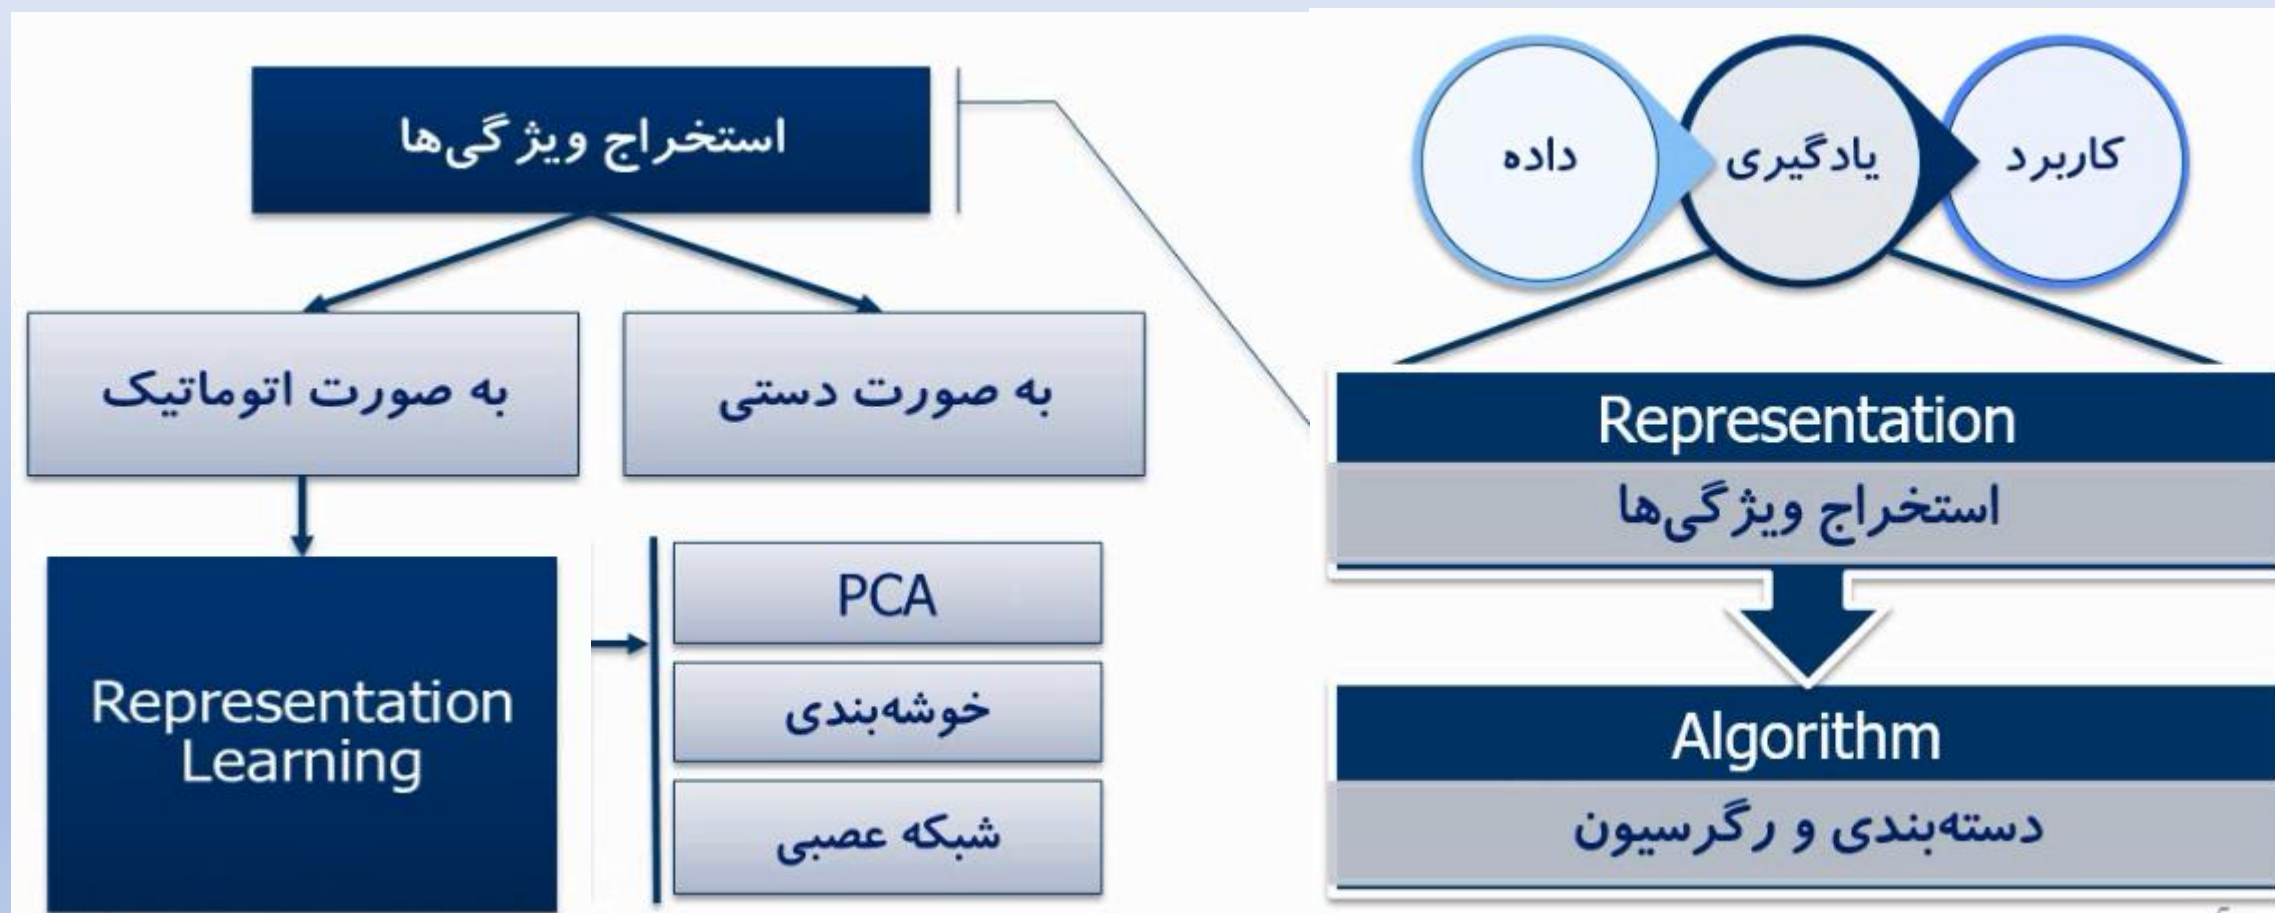 استخراج ویژگی‌ها
به صورت دستی
به صورت اتوماتیک
Representation
Learning
PCA
خوشه‌بندی
شبکه عصبی
داده
یادگیری
کاربرد
Representation
استخراج ویژگی‌ها
Algorithm
دسته‌بندی و رگرسیون